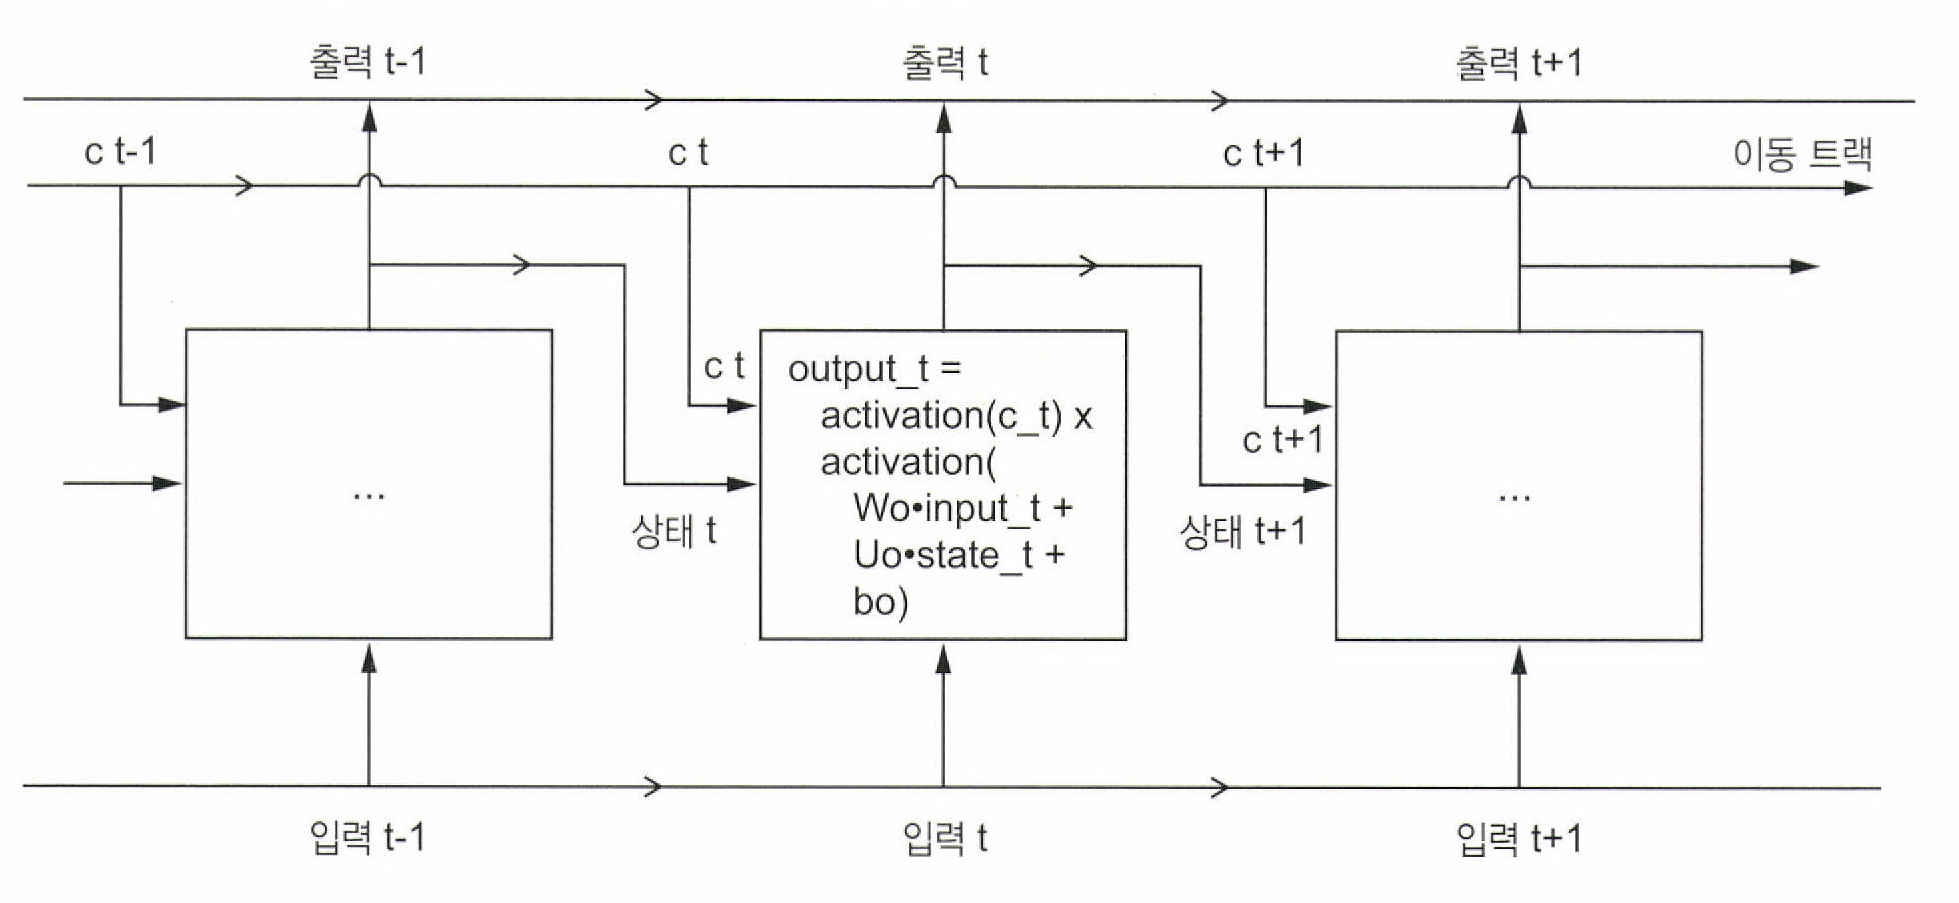 출력 t-1
출력 t
출력 t+1
c t-1
c t
c t+1
이동 트랙
c t
output_t =
activation(c_t) x
activation(
Wo•input_t +
Uo•state_t +
bo)
c t+1
...
...
상태 t
상태 t+1
입력 t-1
입력 t
입력 t+1